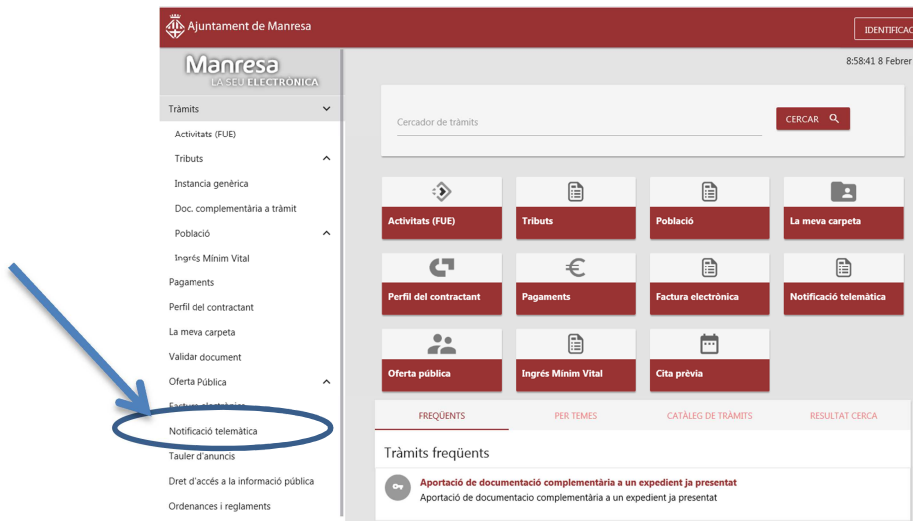 Ajuntament de Manresa
IDENTIFICAC
Manresa
LA SEU ELECTRÒNICA
8:58:41 8 Febrer
Tràmits
Activitats (FUE)
Tributs
Instancia genèrica
Doc. complementària a tràmit
Població
Ingrés Mínim Vital
Pagaments
Perfil del contractant
La meva carpeta
Validar document
Oferta Pública
Factura electrònica
Notificació telemàtica
Tauler d'anuncis
Dret d'accés a la informació pública
Ordenances i reglaments
Cercador de tràmits
CERCAR
Activitats (FUE)
Tributs
Població
La meva carpeta
Perfil del contractant
Pagaments
Factura electrònica
Notificació telemàtica
Oferta pública
Ingrés Mínim Vital
Cita prèvia
FREQÜENTS
PER TEMES
CATÀLEG DE TRÀMITS
RESULTAT CERCA
Tràmits freqüents
Aportació de documentació complementària a un expedient ja presentat
Aportació de documentacio complementària a un expedient ja presentat